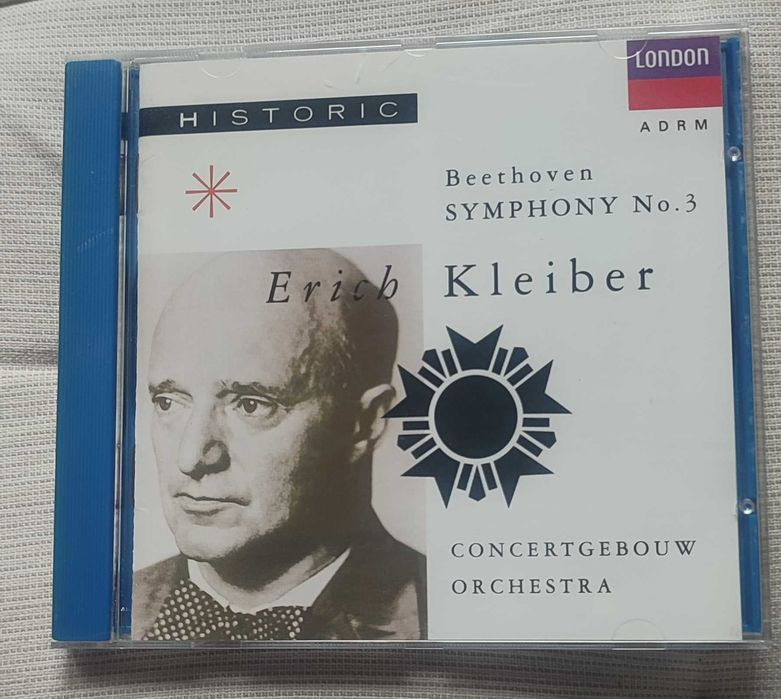 HISTORIC
LONDON
ADRM
Beethoven
SYMPHONY No.3
Erich Kleiber
CONCERTGEBOUW
ORCHESTRA